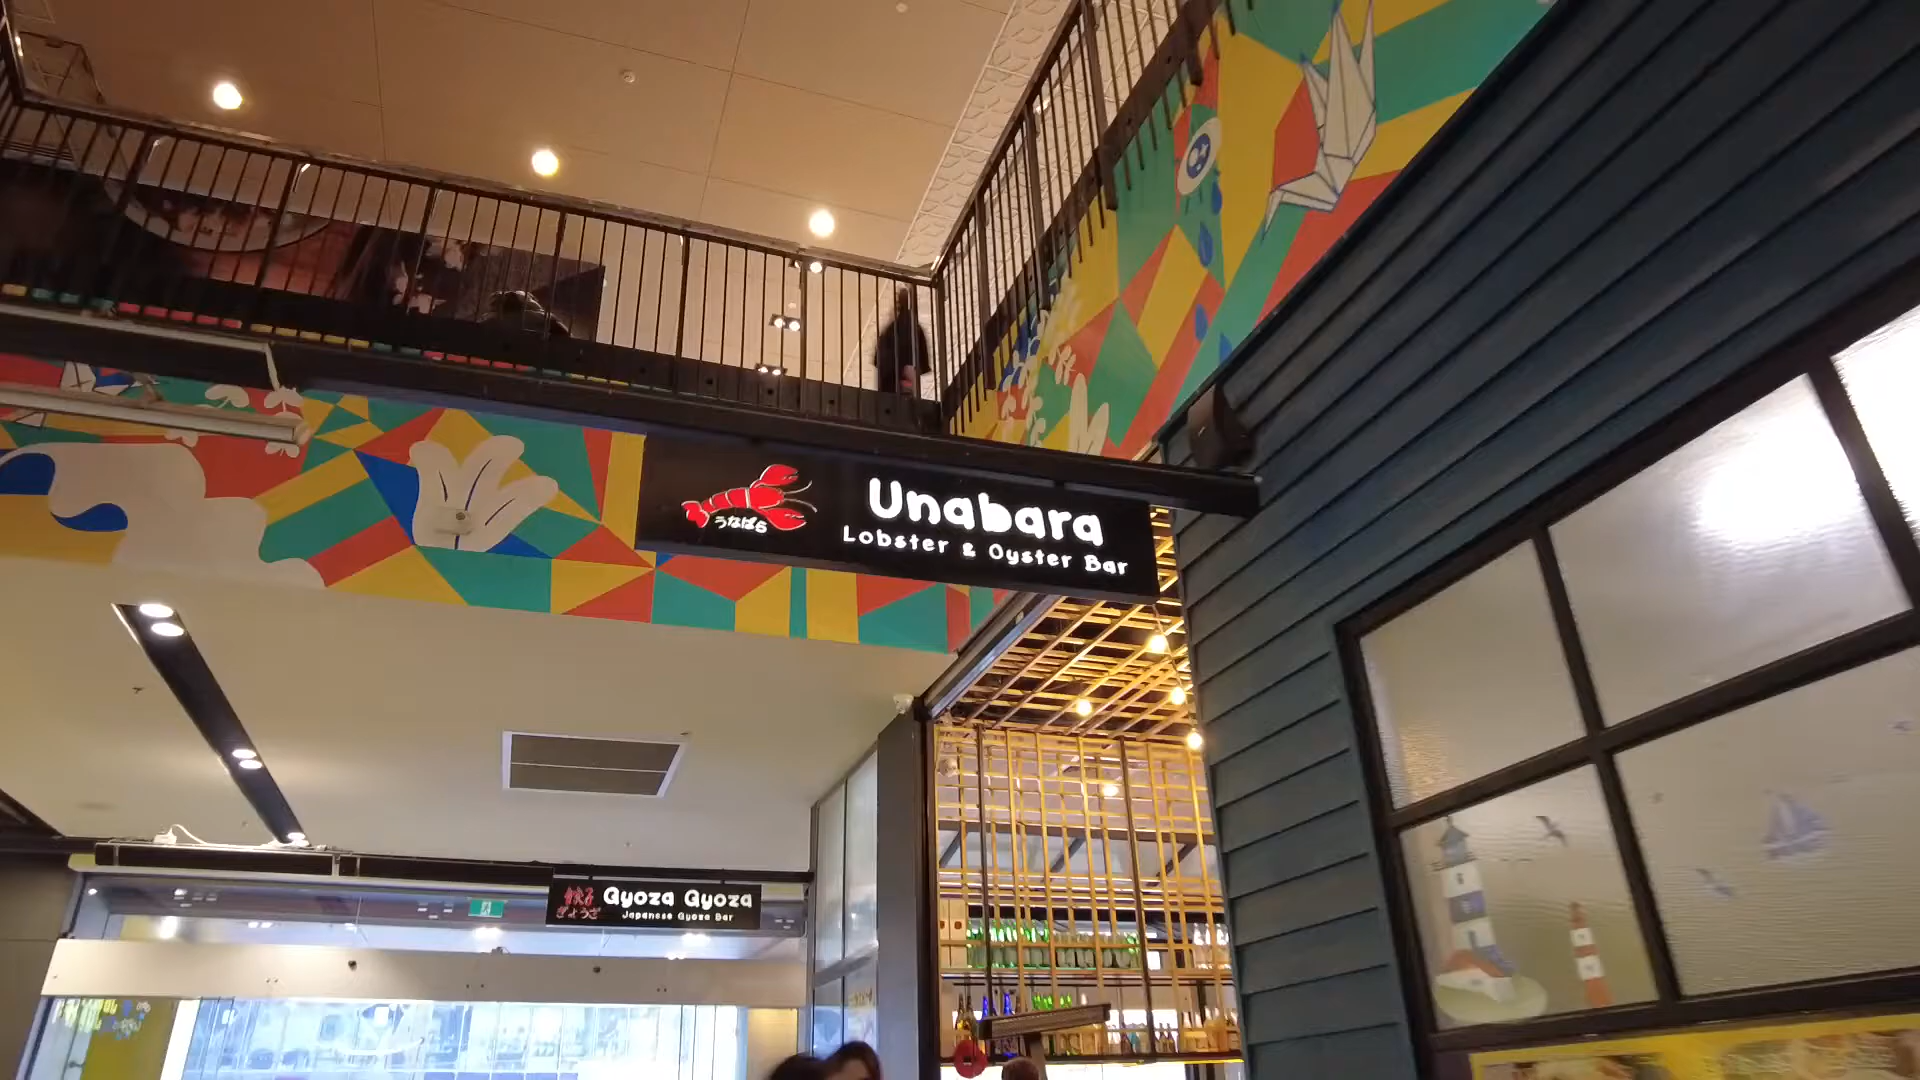 うなばら
Unabara
Lobster & Oyster Bar
餃子
ぎょうざ
Gyoza Gyoza
Japanese Gyoza Bar